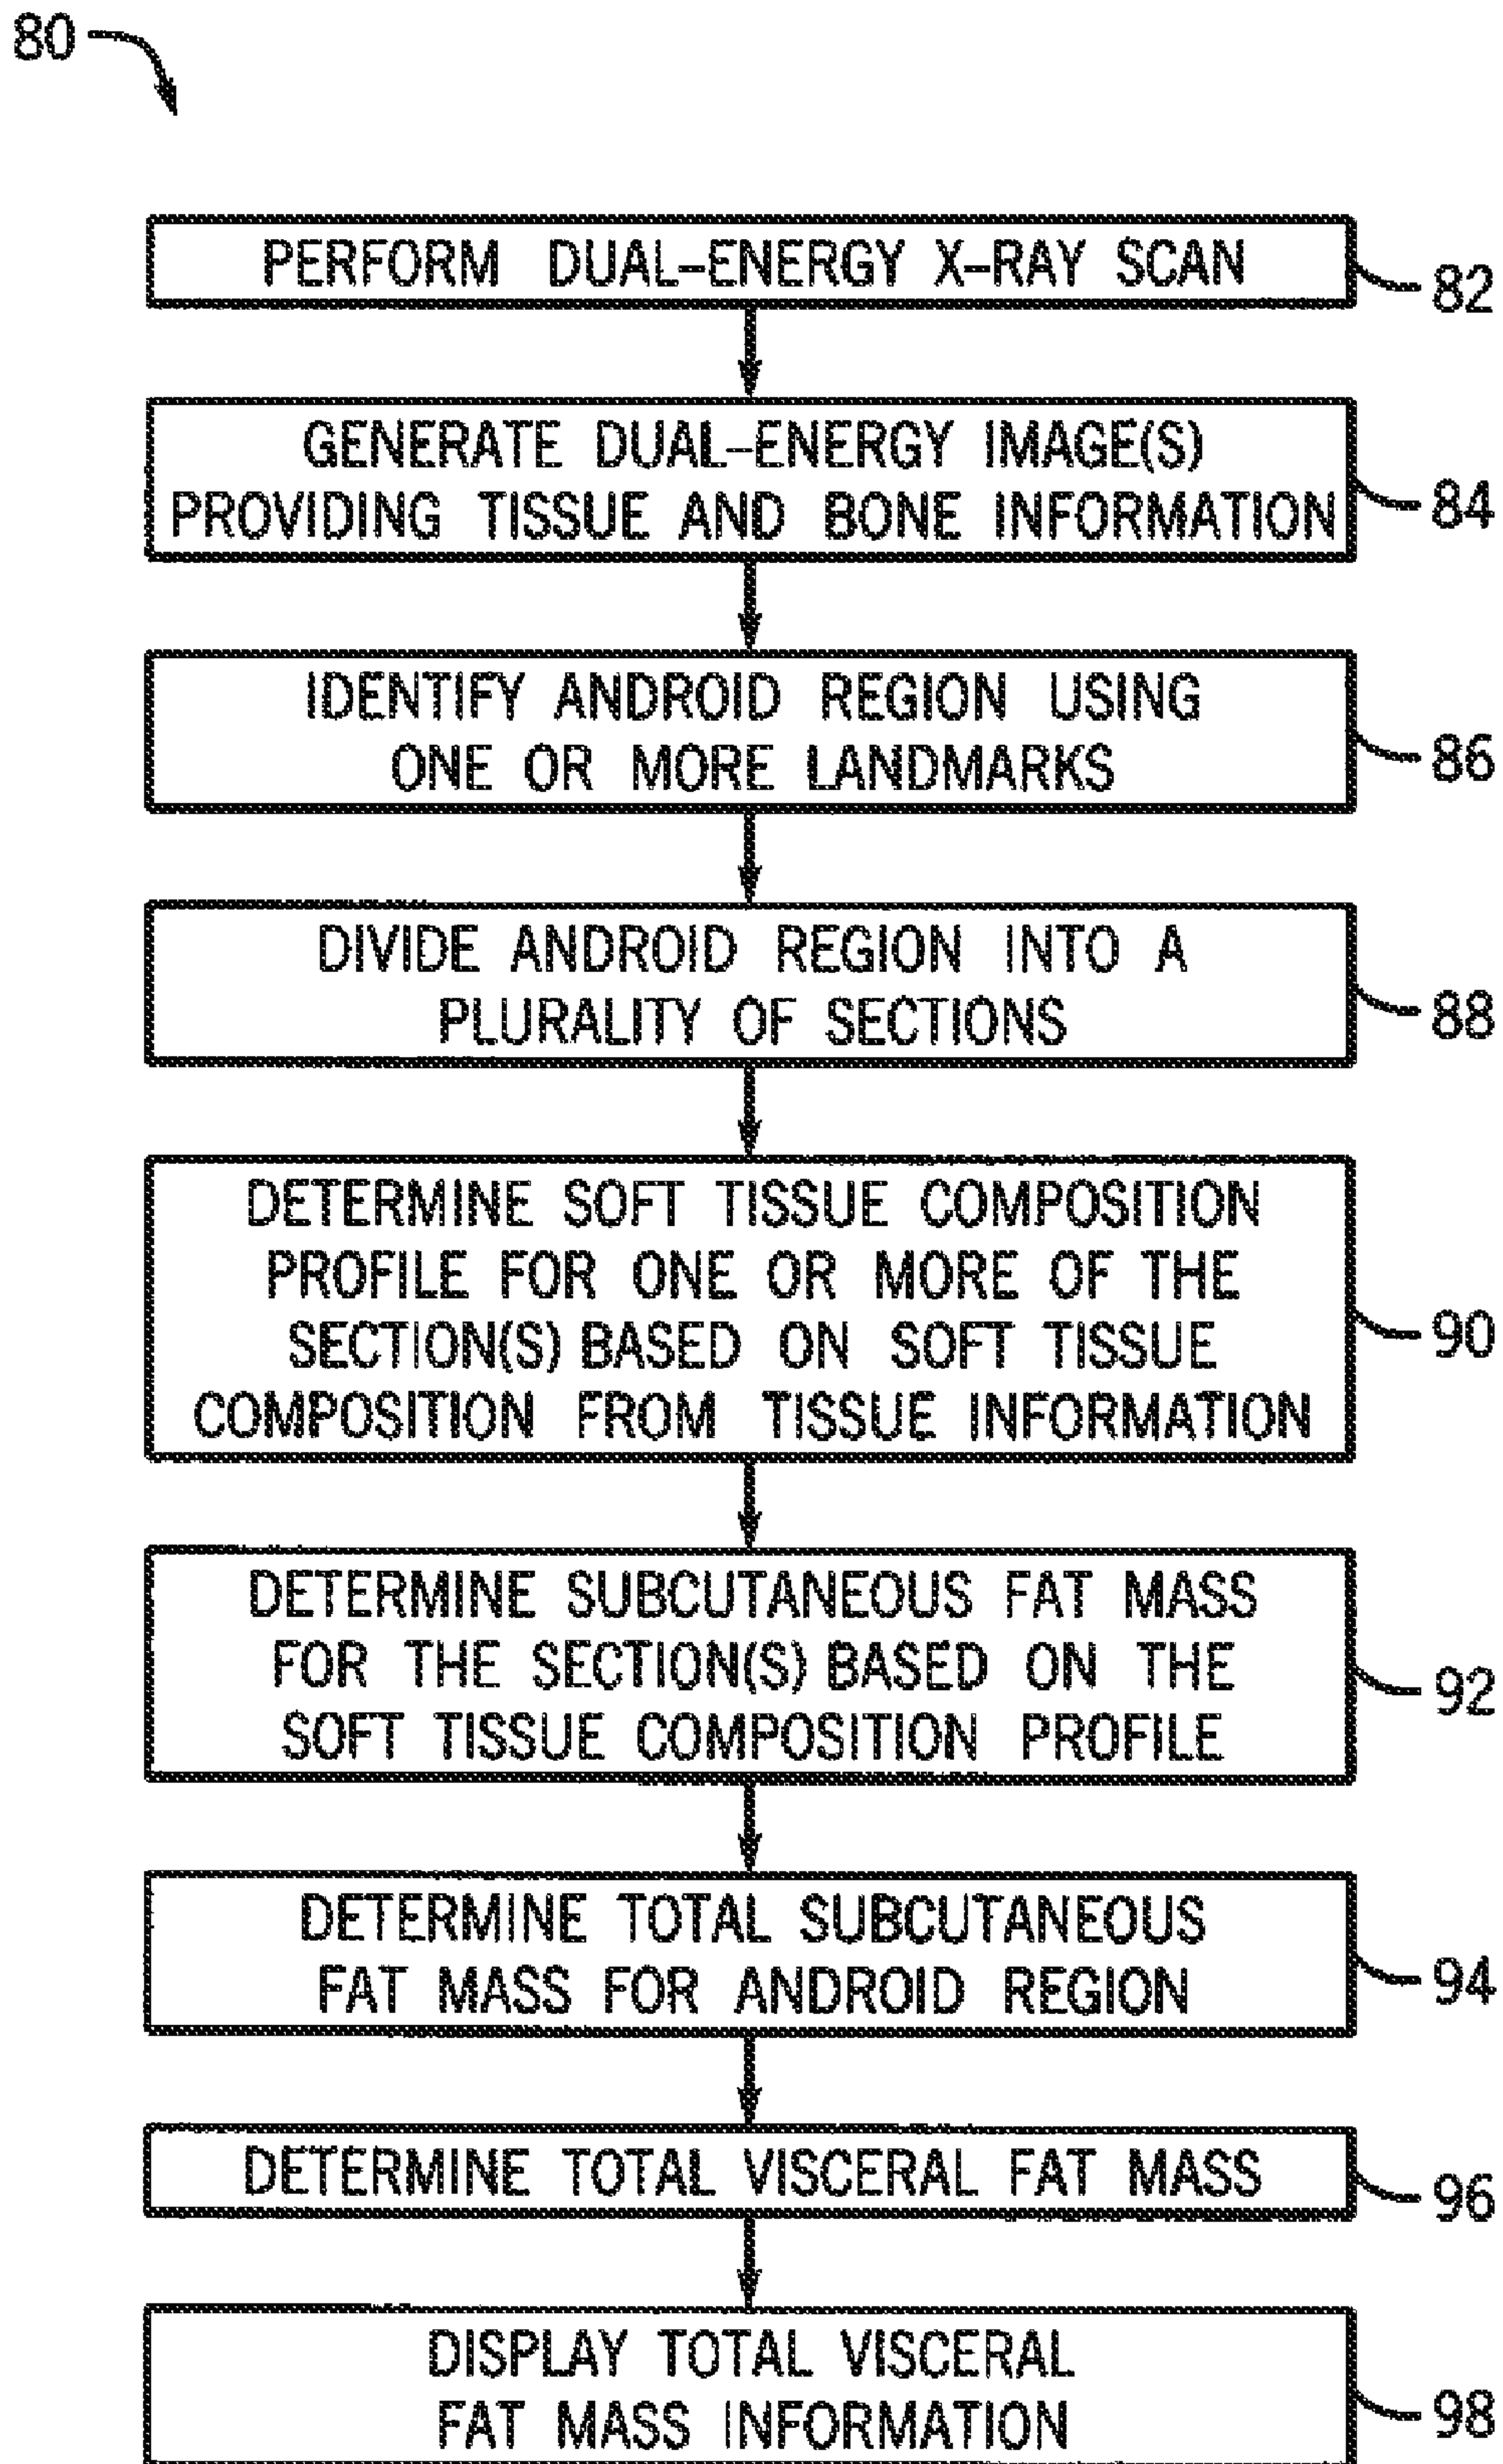 80
PERFORM DUAL-ENERGY X-RAY SCAN
82
GENERATE DUAL-ENERGY IMAGE(S)
PROVIDING TISSUE AND BONE INFORMATION
84
IDENTIFY ANDROID REGION USING
ONE OR MORE LANDMARKS
86
DIVIDE ANDROID REGION INTO A
PLURALITY OF SECTIONS
88
DETERMINE SOFT TISSUE COMPOSITION
PROFILE FOR ONE OR MORE OF THE
SECTION(S) BASED ON SOFT TISSUE
COMPOSITION FROM TISSUE INFORMATION
90
DETERMINE SUBCUTANEOUS FAT MASS
FOR THE SECTION(S) BASED ON THE
SOFT TISSUE COMPOSITION PROFILE
92
DETERMINE TOTAL SUBCUTANEOUS
FAT MASS FOR ANDROID REGION
94
DETERMINE TOTAL VISCERAL FAT MASS
96
DISPLAY TOTAL VISCERAL
FAT MASS INFORMATION
98